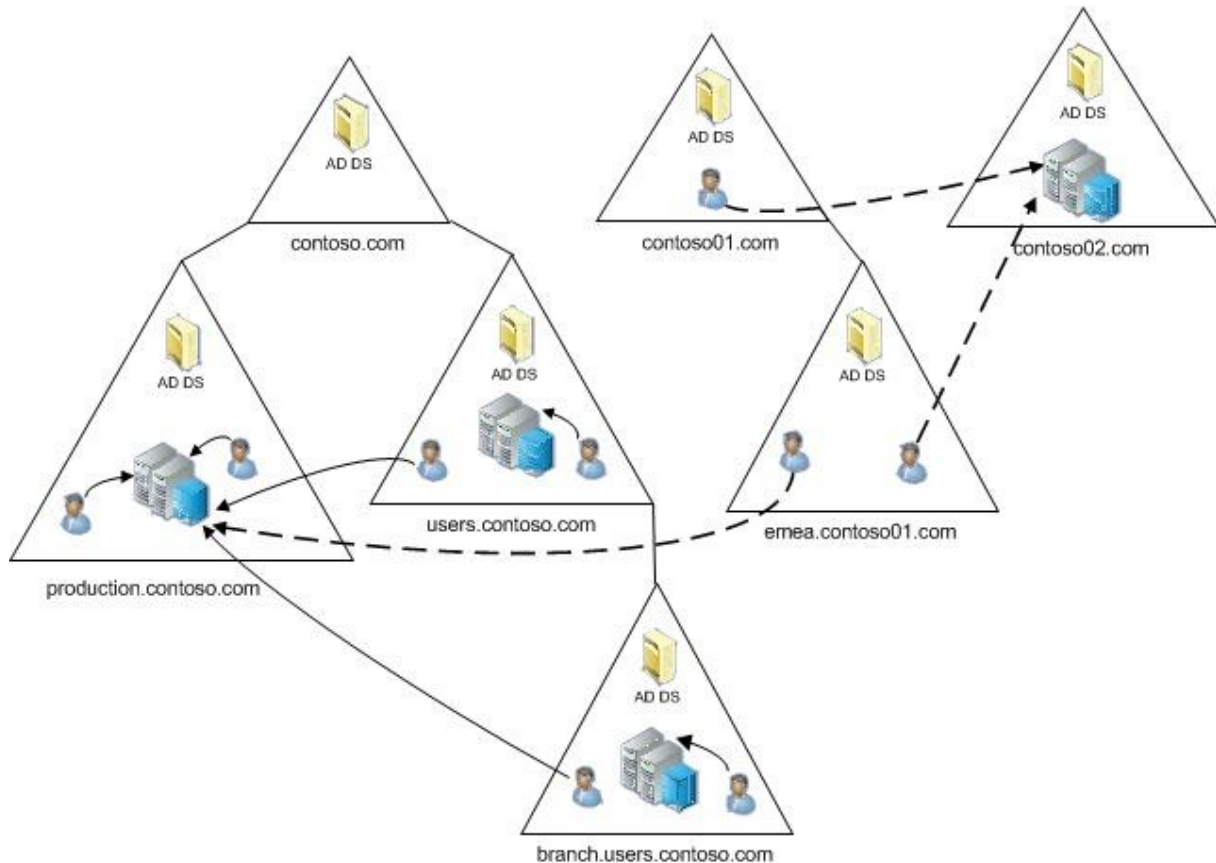 AD DS
contoso.com
AD DS
contoso01.com
AD DS
contoso02.com
AD DS
production.contoso.com
AD DS
users.contoso.com
AD DS
emea.contoso01.com
AD DS
branch.users.contoso.com